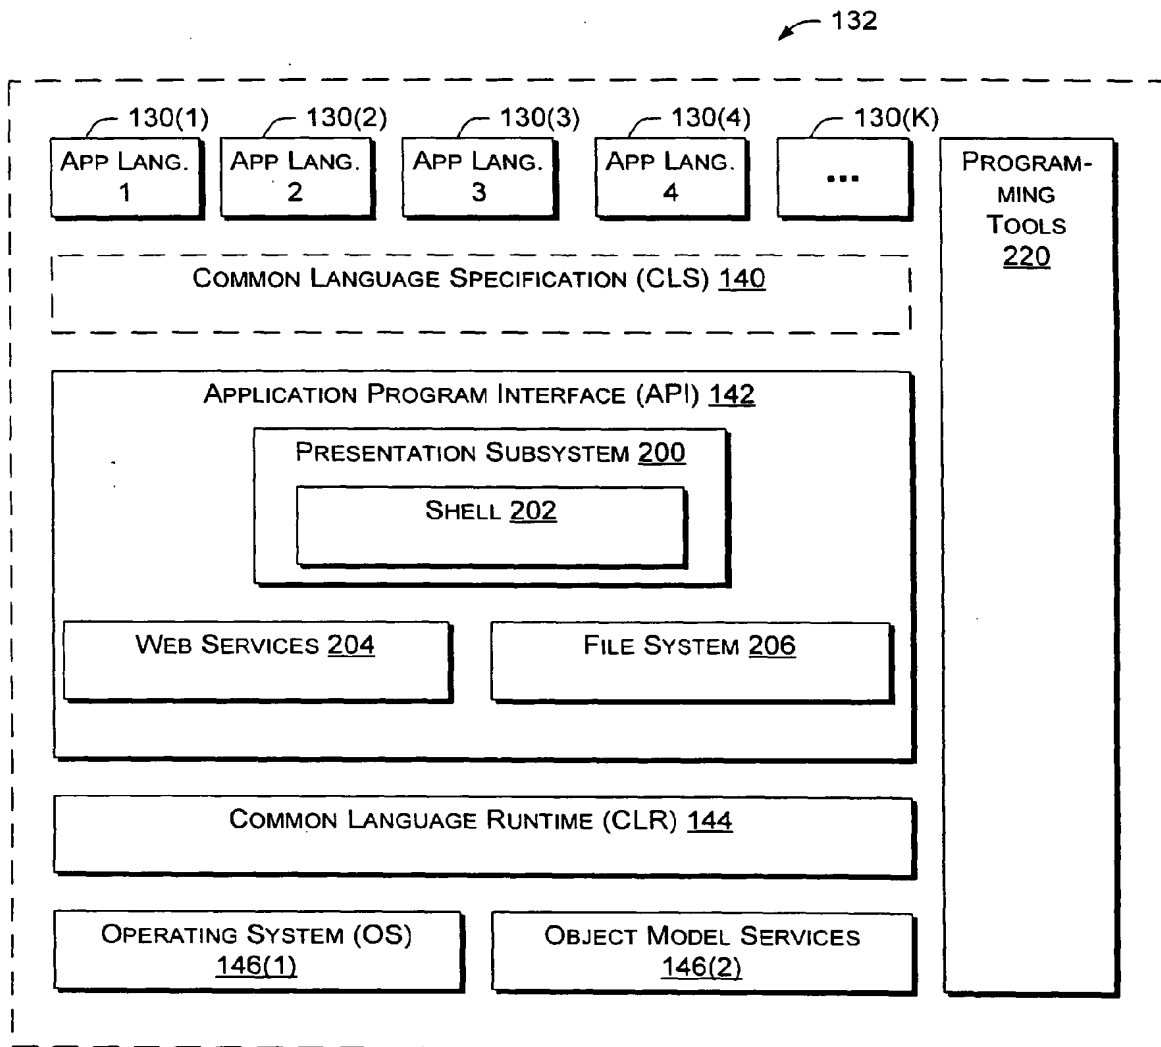 132
130(1)
130(2)
130(3)
130(4)
130(K)
APP LANG.
1
APP LANG.
2
APP LANG.
3
APP LANG.
4
...
PROGRAM-
MING
TOOLS
220
COMMON LANGUAGE SPECIFICATION (CLS) 140
APPLICATION PROGRAM INTERFACE (API) 142
PRESENTATION SUBSYSTEM 200
SHELL 202
WEB SERVICES 204
FILE SYSTEM 206
COMMON LANGUAGE RUNTIME (CLR) 144
OPERATING SYSTEM (OS)
146(1)
OBJECT MODEL SERVICES
146(2)